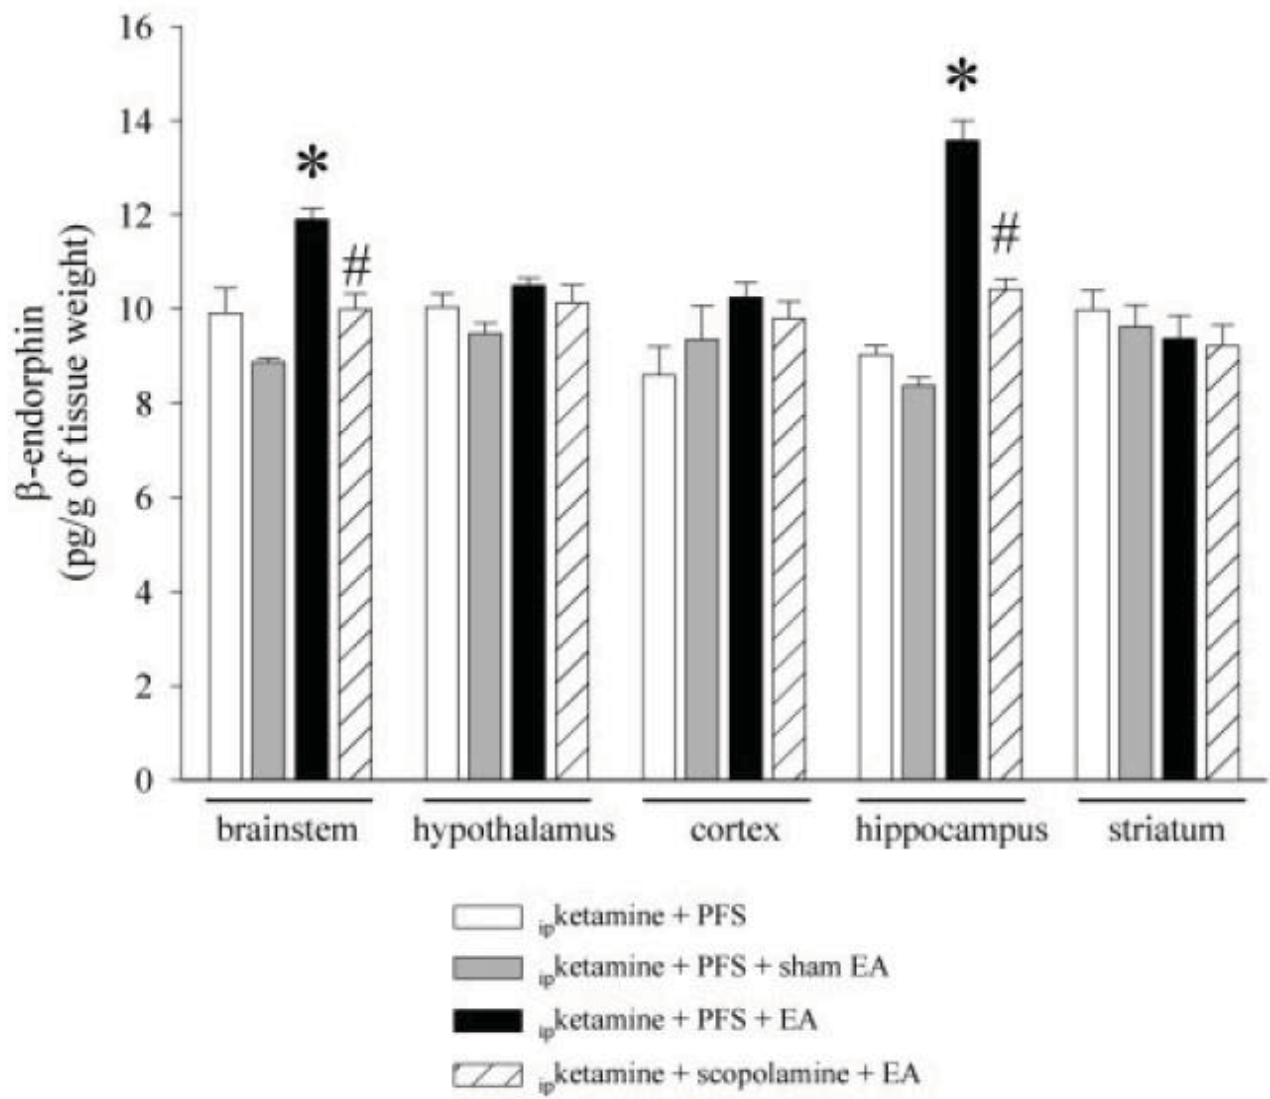 16
14
12
10
8
6
4
2
0
β-endorphin
(pg/g of tissue weight)
*
#
*
#
brainstem hypothalamus cortex hippocampus striatum
ipketamine + PFS
ipketamine + PFS + sham EA
ipketamine + PFS + EA
ipketamine + scopolamine + EA